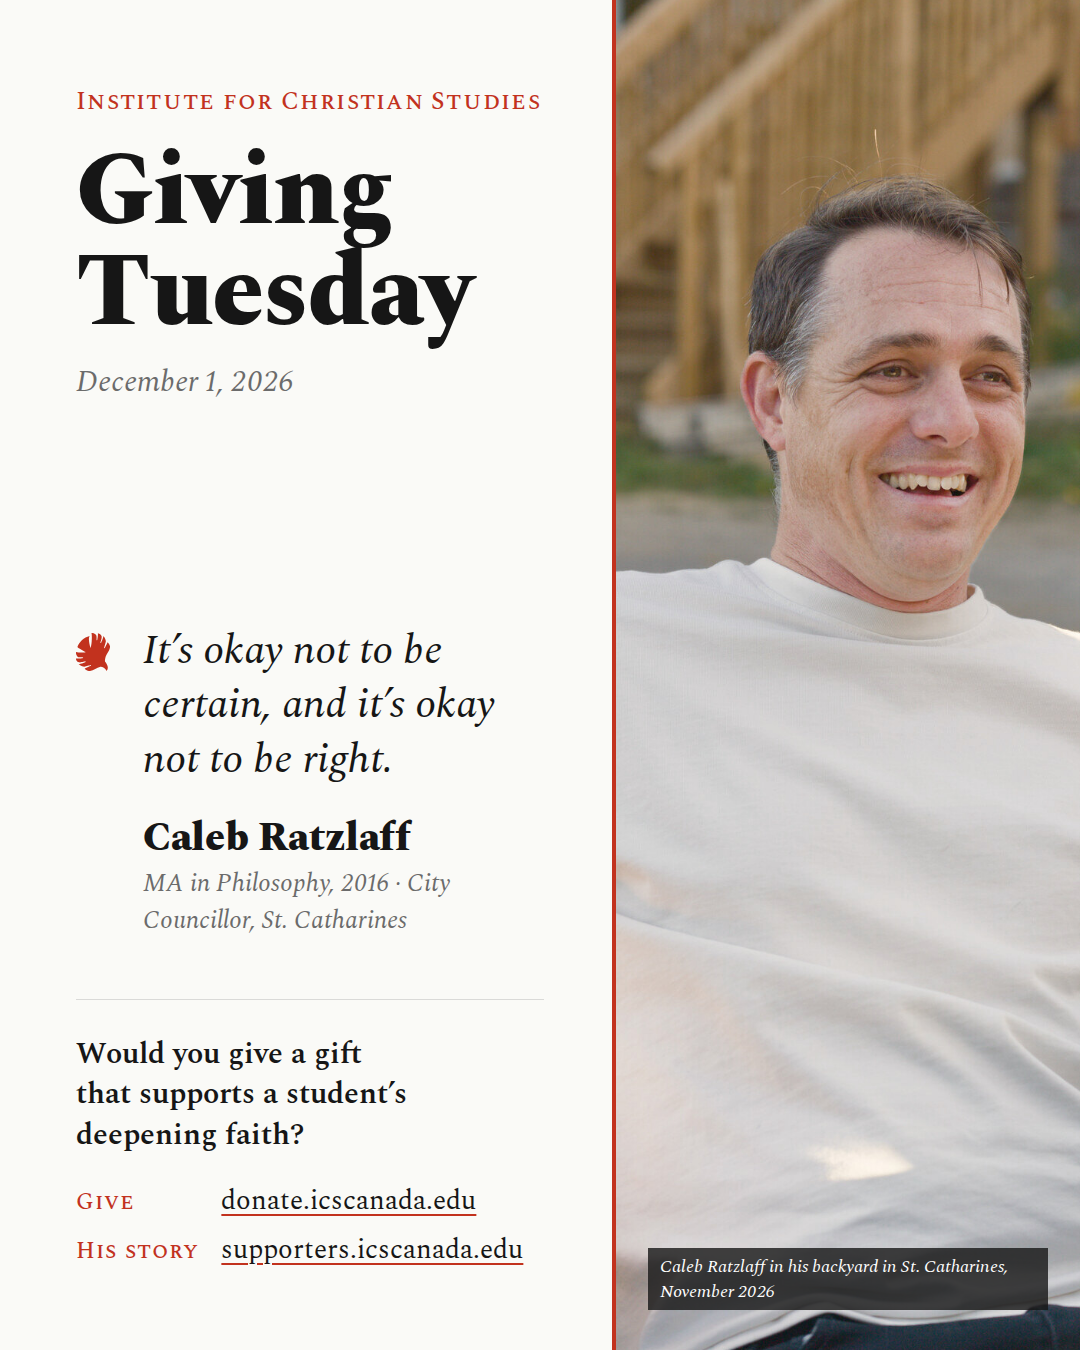 Institute for Christian Studies
Giving
Tuesday
December 1, 2026
It's okay not to be
certain, and it's okay
not to be right.
Caleb Ratzlaff
MA in Philosophy, 2016 · City
Councillor, St. Catharines
Would you give a gift
that supports a student's
deepening faith?
Give donate.icscanada.edu
His story supporters.icscanada.edu
Caleb Ratzlaff in his backyard in St. Catharines,
November 2026